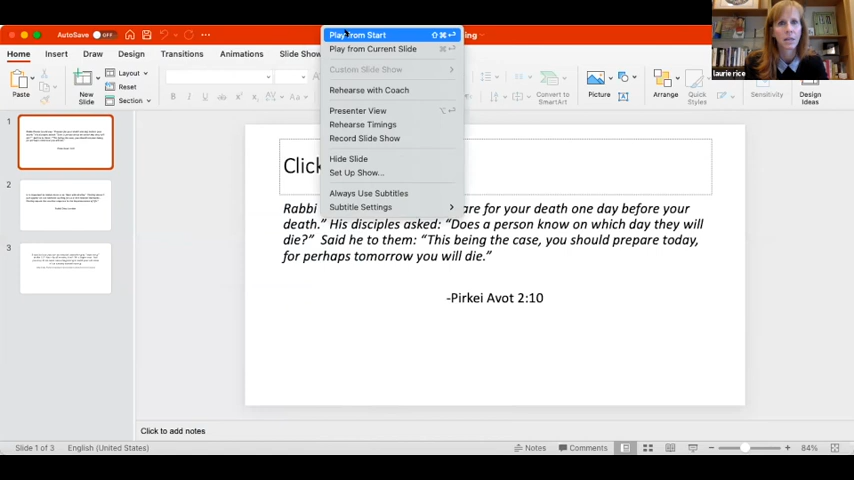 AutoSave OFF
ing
Home Insert Draw Design Transitions Animations Slide Show
Paste
New Slide
Layout
Reset
Section
Convert to SmartArt
Picture
Arrange
Quick Styles
Sensitivity
Design Ideas
Play from Start
Play from Current Slide
Custom Slide Show
Rehearse with Coach
Presenter View
Rehearse Timings
Record Slide Show
Hide Slide
Set Up Show...
Always Use Subtitles
Subtitle Settings
laurie rice
1
2
3
Click
Rabbi are for your death one day before your
death.” His disciples asked: “Does a person know on which day they will
die?” Said he to them: “This being the case, you should prepare today,
for perhaps tomorrow you will die.”
-Pirkei Avot 2:10
Click to add notes
Slide 1 of 3 English (United States) Notes Comments 84%